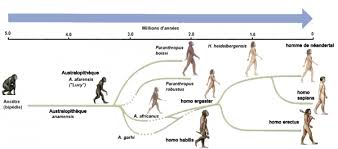 Millions d'années
5.0
4.0
3.0
2.0
1.0
0
Paranthropus
boisei
H. heidelbergensis
homme de néandertal
Australopithèque
A. afarensis
("Lucy")
Paranthropus
robustus
homo ergaster
homo
sapiens
Ancêtre
(bipède)
Australopithèque
anamensis
A. africanus
homo erectus
A. garhi
homo habilis